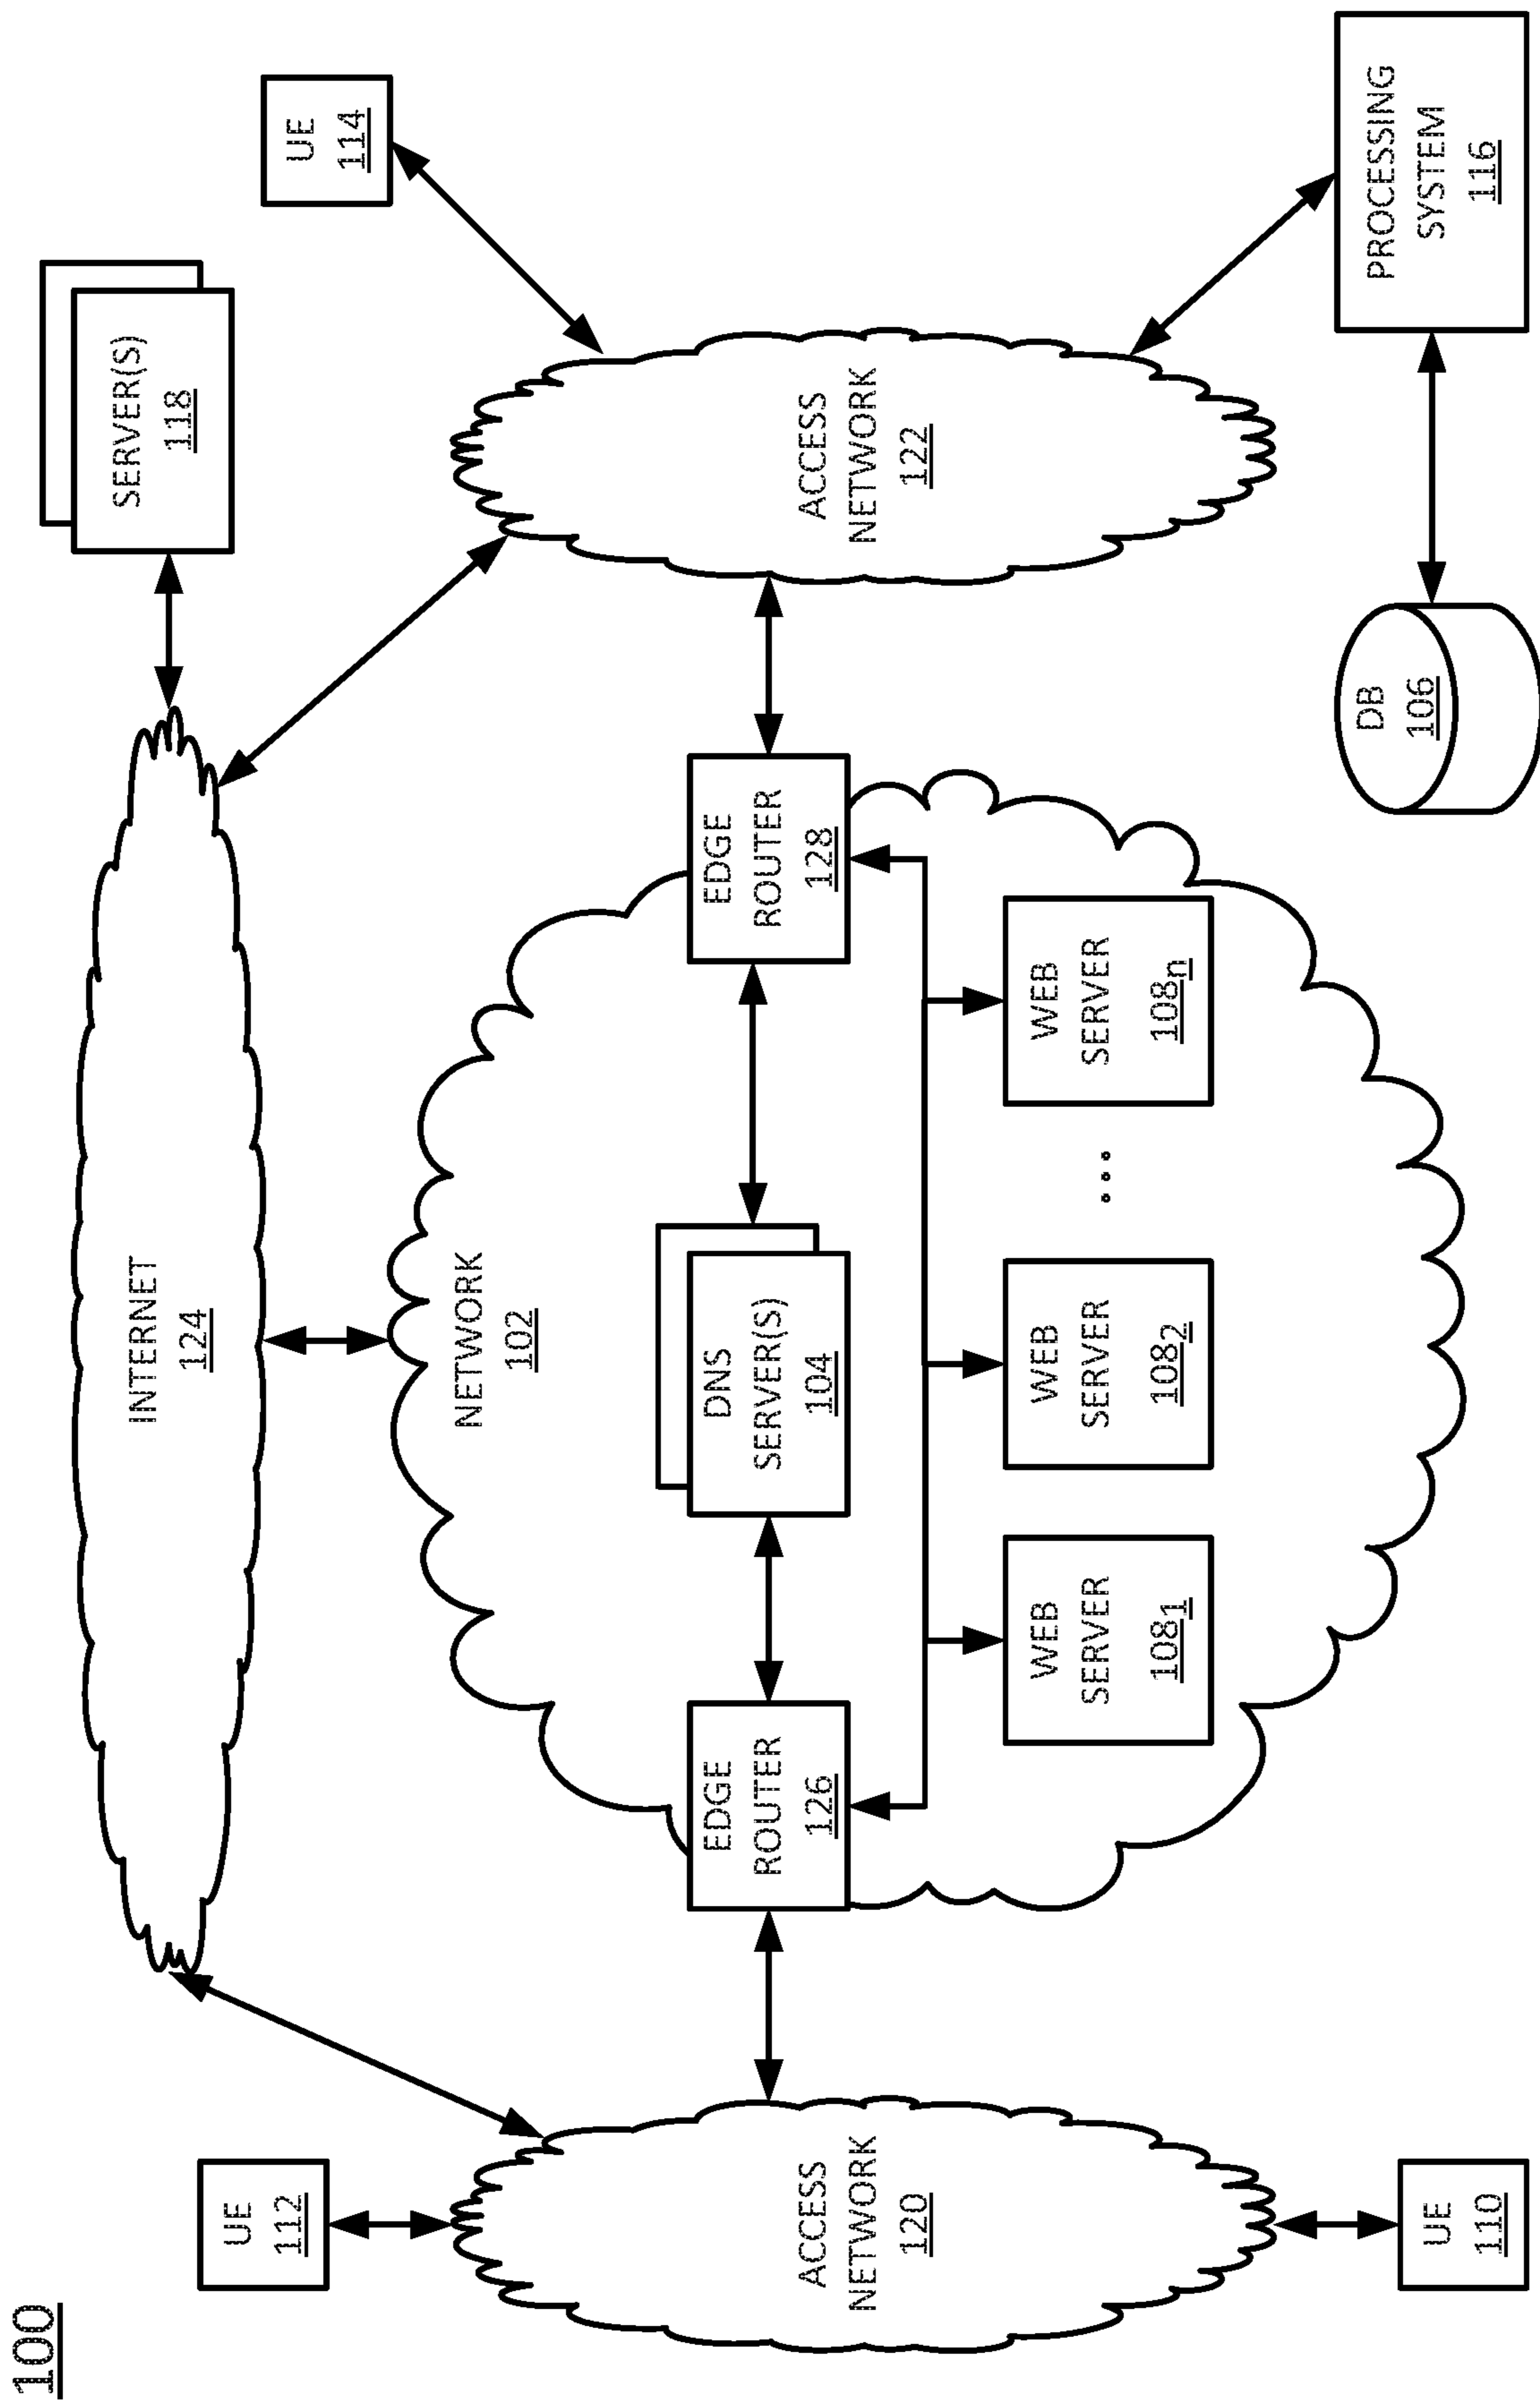 100
INTERNET
124
SERVER(S)
118
UE
112
UE
114
NETWORK
102
ACCESS
NETWORK
120
EDGE
ROUTER
126
DNS
SERVER(S)
104
EDGE
ROUTER
128
ACCESS
NETWORK
122
WEB
SERVER
108₁
WEB
SERVER
108₂
...
WEB
SERVER
108ₙ
UE
110
DB
106
PROCESSING
SYSTEM
116